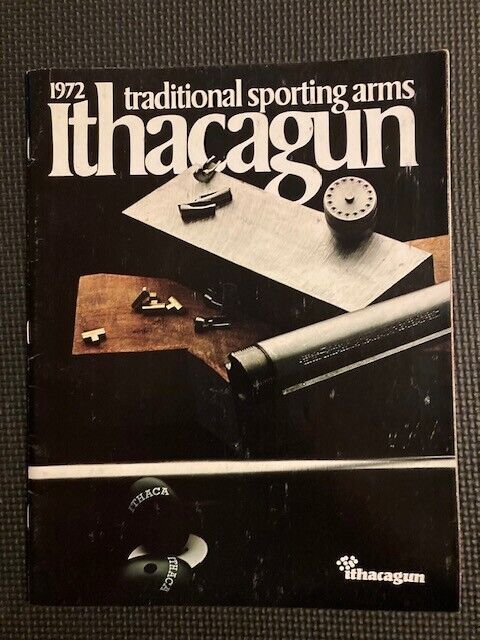 1972 traditional sporting arms
Ithacagun
ITHACA
ITHACA
ithacagun